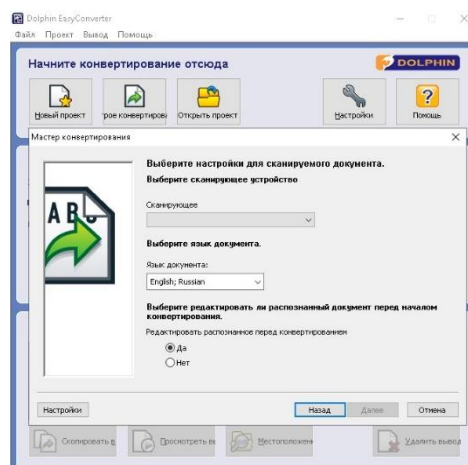 Dolphin EasyConverter
Файл Проект Вывод Помощь
Начните конвертирование отсюда
DOLPHIN
Новый проект
рое конвертирова
Открыть проект
Настройки
Помощь
Мастер конвертирования
Выберите настройки для сканируемого документа.
Выберите сканирующее устройство
Сканирующее
Выберите язык документа.
Язык документа:
English; Russian
Выберите редактировать ли распознанный документ перед началом
конвертирования.
Редактировать распознанное перед конвертированием
Да
Нет
Настройки
Назад
Далее
Отмена
Скопировать в
Просмотреть вы
Местоположен
Удалить вывод